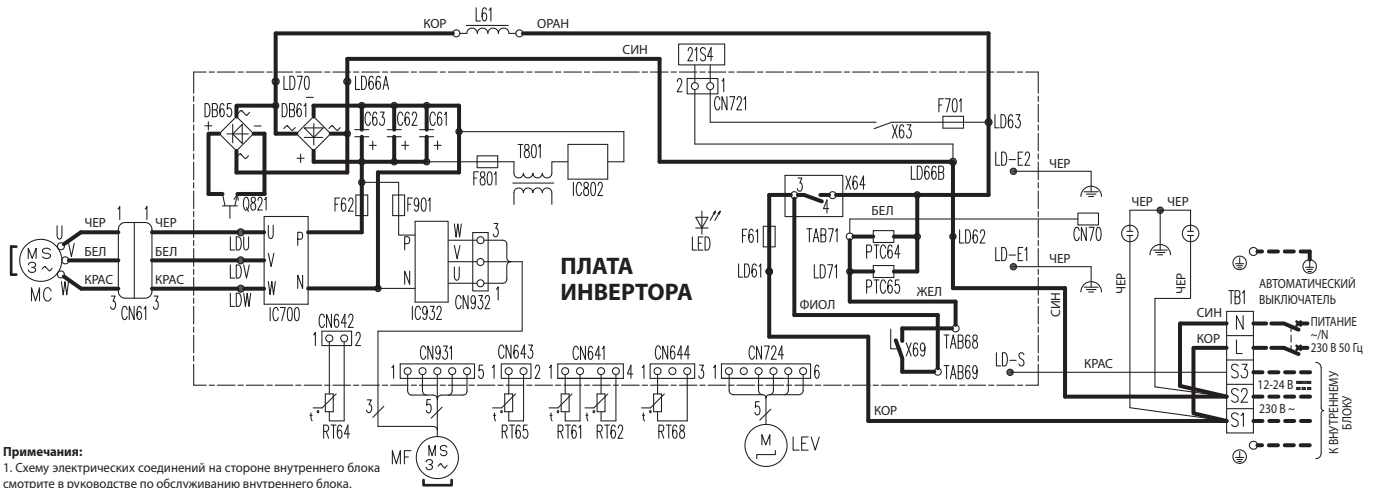 L61
КОР
ОРАН
СИН
21S4
2
1
CN721
LD70
LD66A
DB65
DB61
C63
C62
C61
F701
X63
LD63
LD-E2
ЧЕР
T801
F801
IC802
Q821
F62
F901
LD66B
3
X64
4
БЕЛ
CN70
LED
F61
TAB71
PTC64
LD62
LD61
LD71
PTC65
LD-E1
ЧЕР
ЧЕР
ЧЕР
ЧЕР
ЧЕР
U
V
W
MS
3~
MC
ЧЕР
БЕЛ
КРАС
1
1
3
3
CN61
ЧЕР
БЕЛ
КРАС
LDU
LDV
LDW
U
V
W
P
N
IC700
P
N
W
V
U
IC932
3
1
CN932
ПЛАТА
ИНВЕРТОРА
ЖЕЛ
ФИОЛ
X69
TAB68
TAB69
СИН
LD-S
КРАС
КОР
АВТОМАТИЧЕСКИЙ
ВЫКЛЮЧАТЕЛЬ
TB1
СИН
КОР
N
L
S3
S2
S1
ПИТАНИЕ
~/N
230 В 50 Гц
12-24 В
230 В ~
К ВНУТРЕННЕМУ
БЛОКУ
CN642
1
2
t°
RT64
3
CN931
1
5
5
MF
MS
3~
CN643
1
2
t°
RT65
CN641
1
4
t°
t°
RT61
RT62
CN644
1
3
t°
RT68
CN724
1
6
5
M
LEV
Примечания:
1. Схему электрических соединений на стороне внутреннего блока
смотрите в руководстве по обслуживанию внутреннего блока.